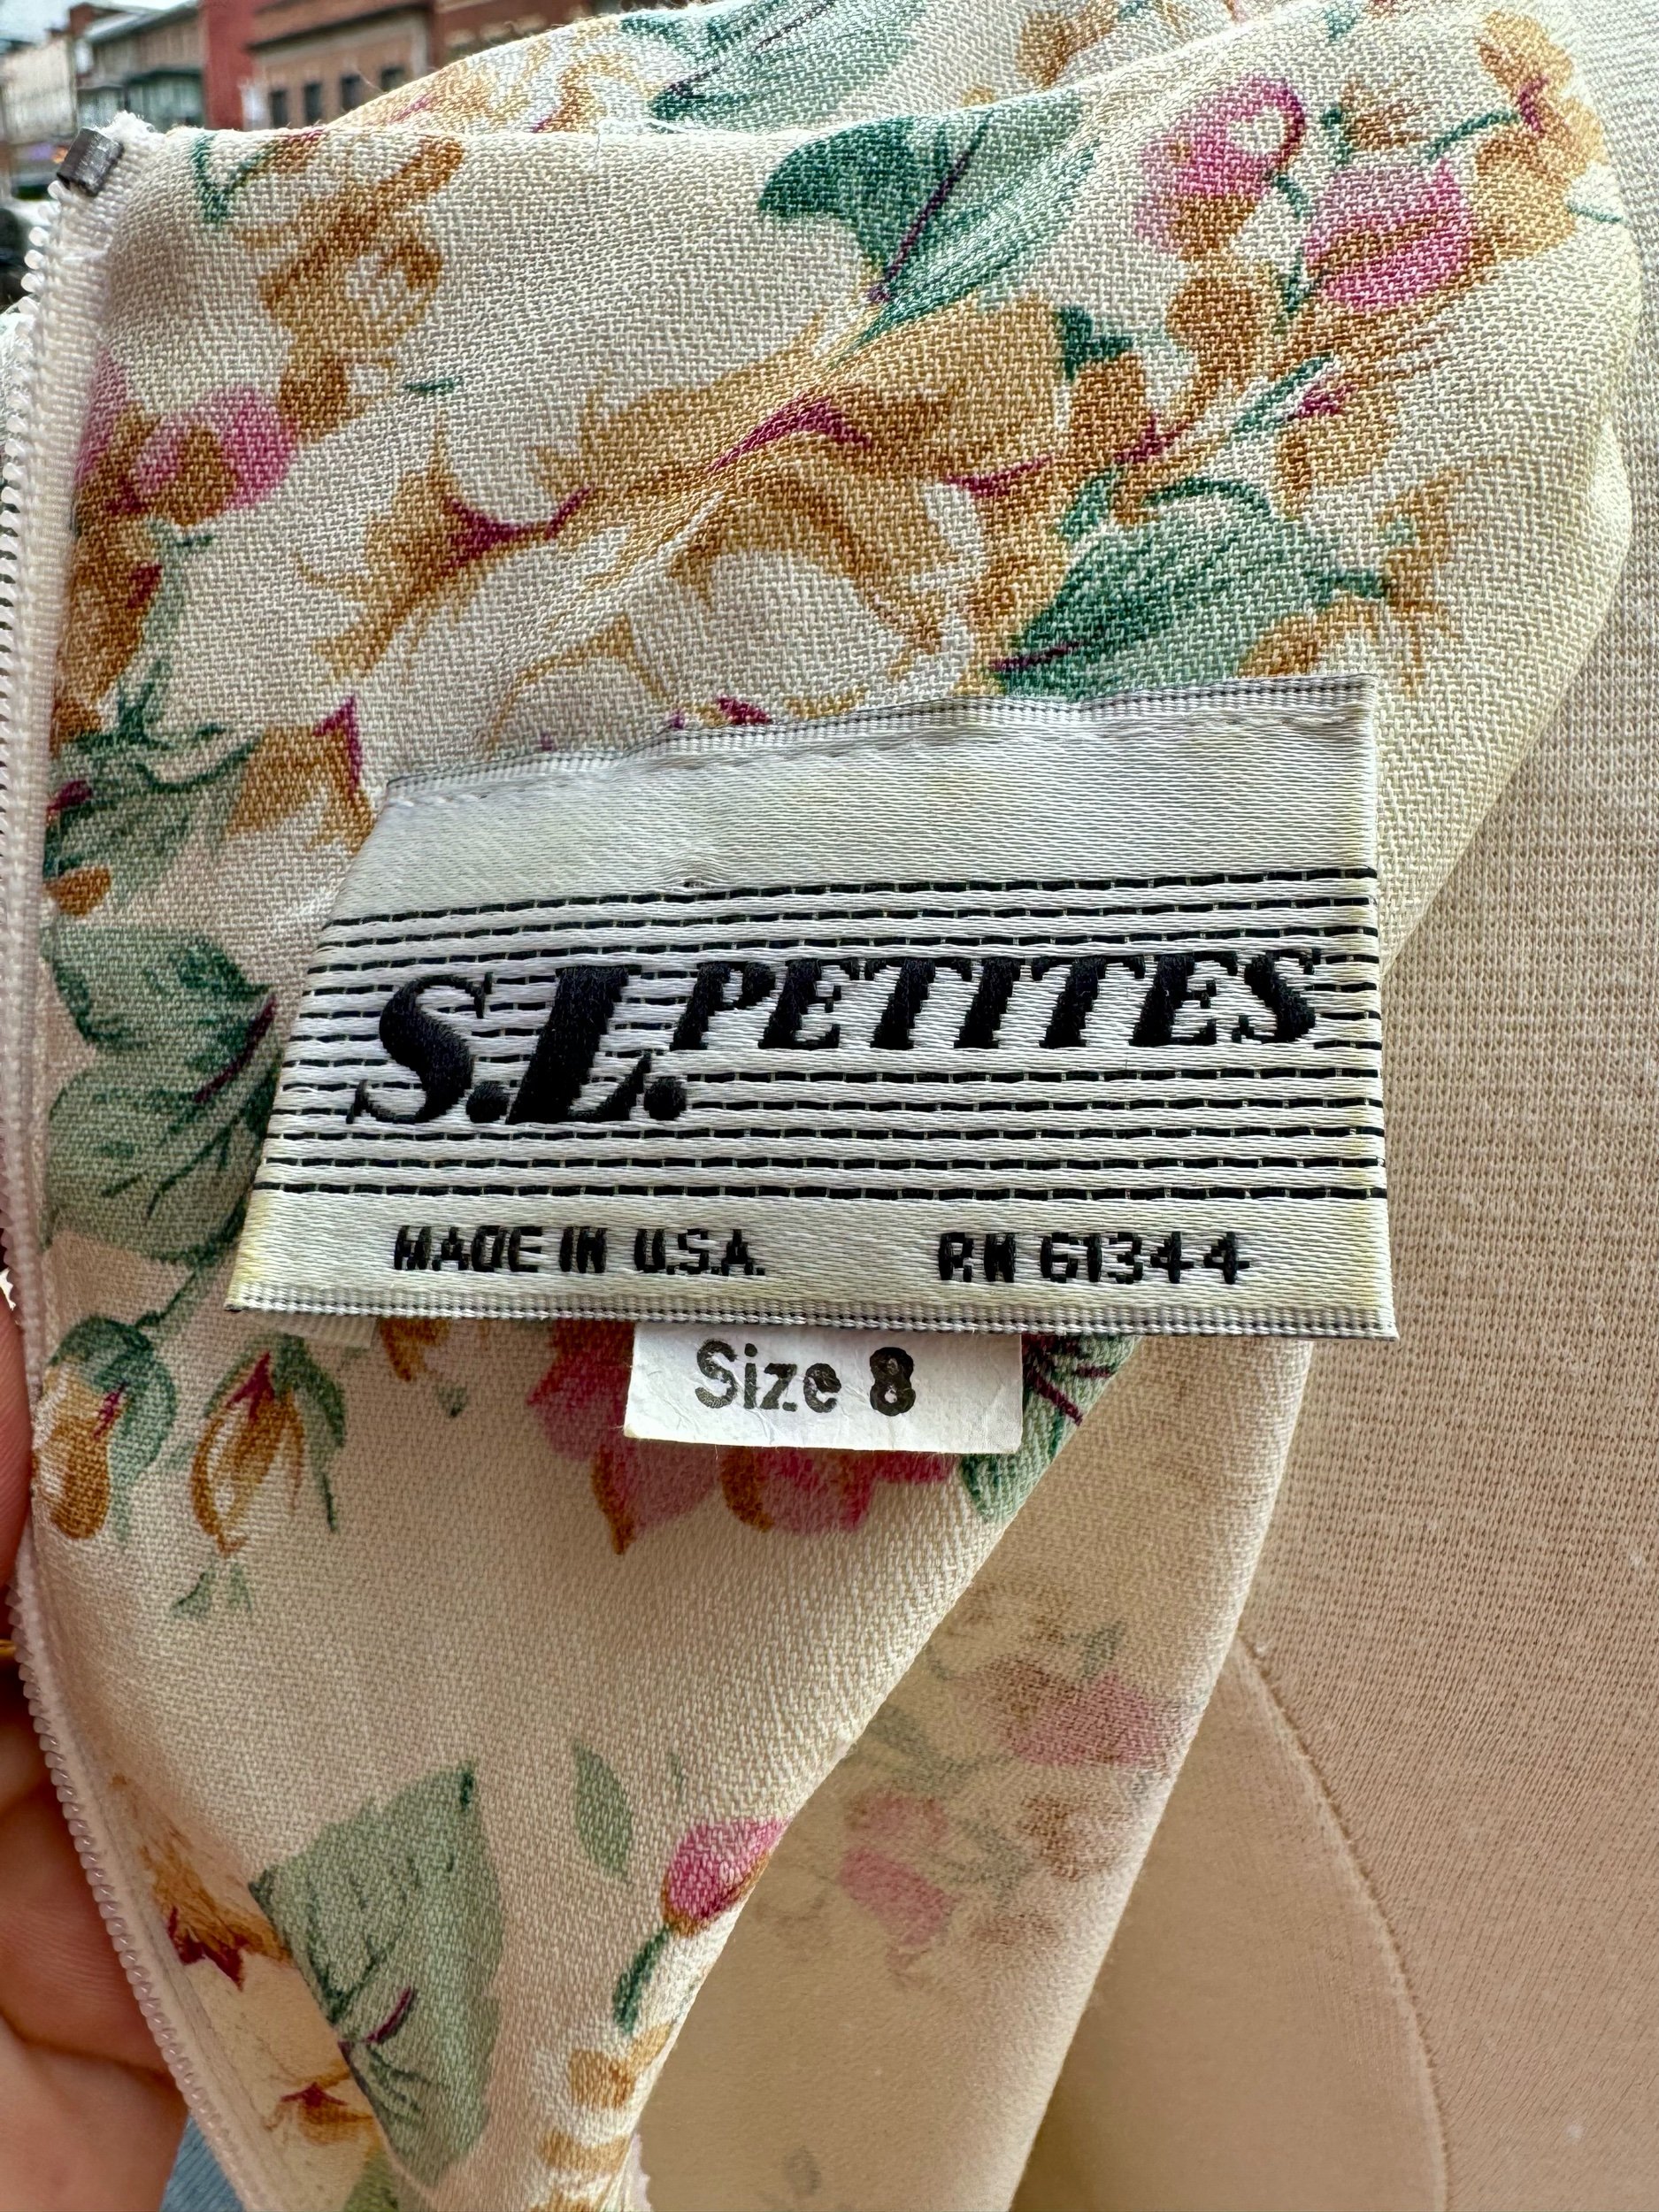 S.L. PETITES
MADE IN U.S.A. RN 61344
Size 8